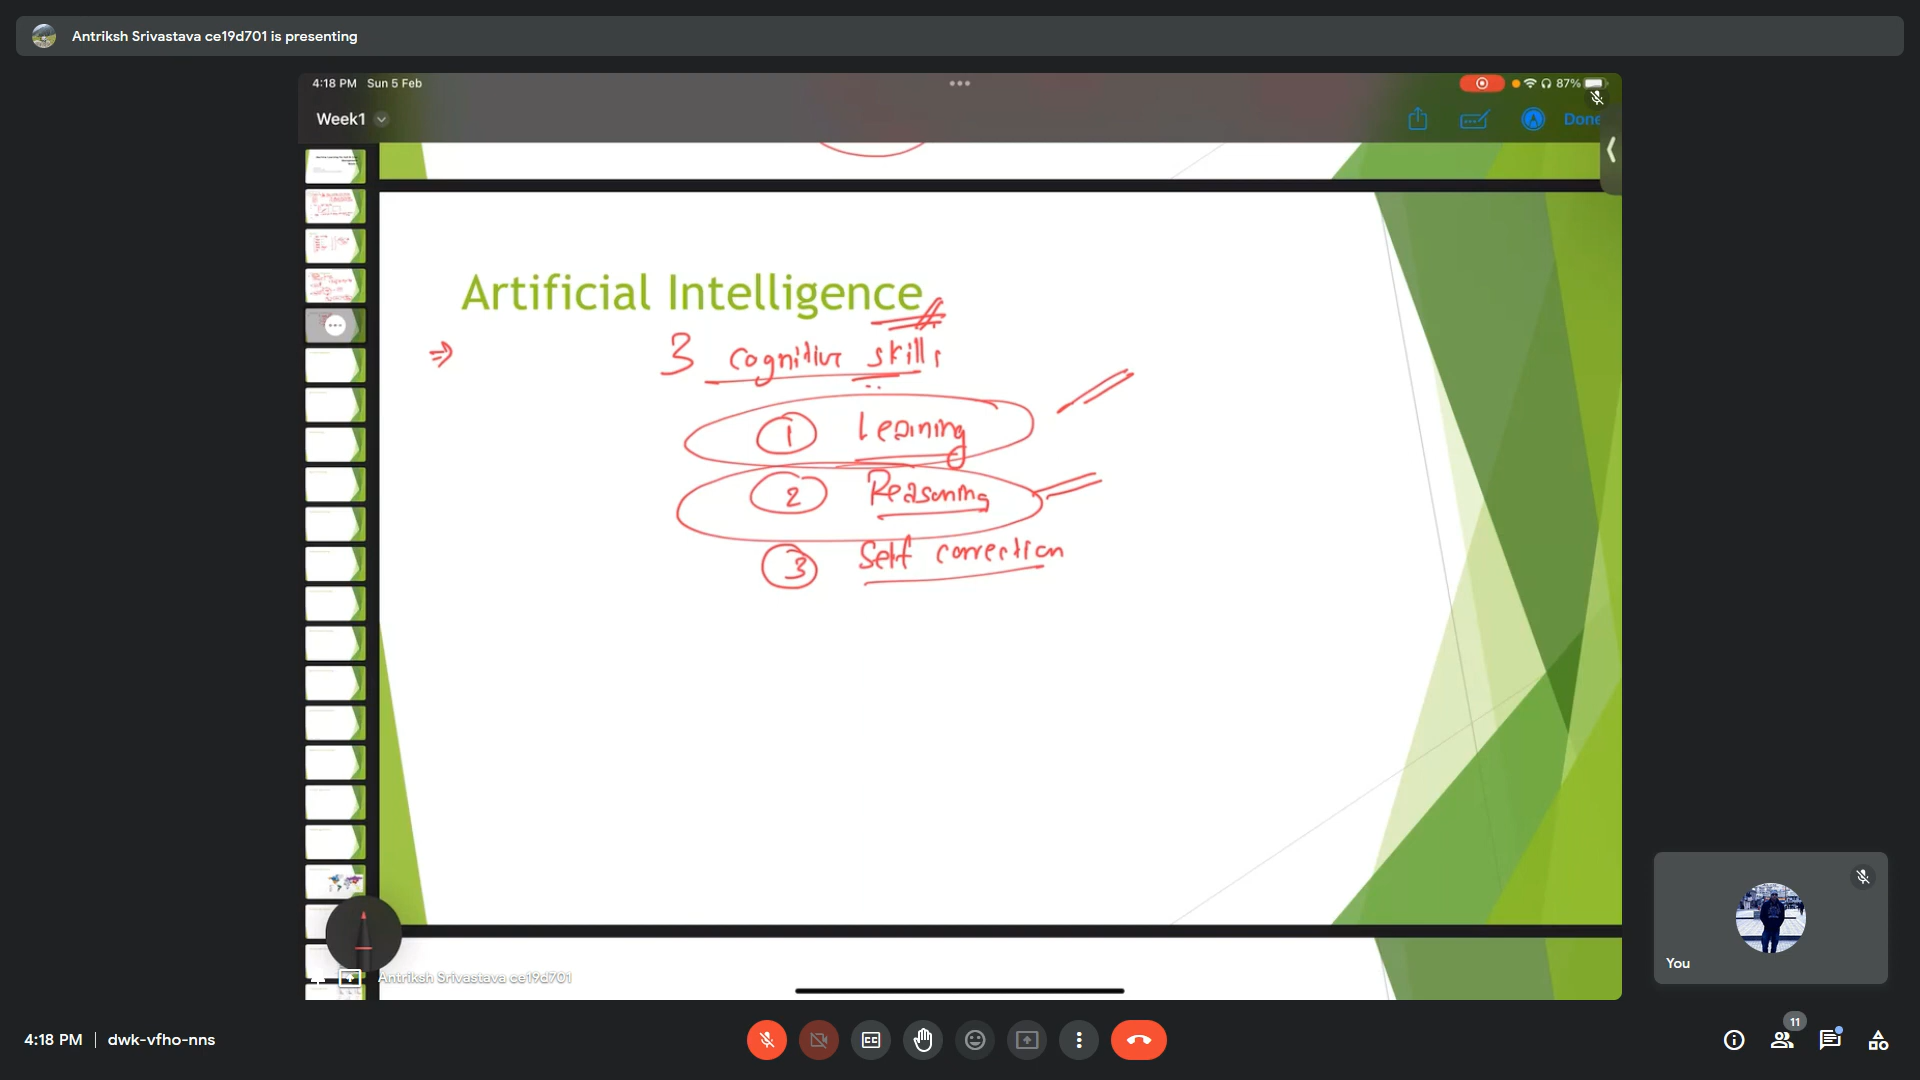 Antriksh Srivastava ce19d701 is presenting
4:18 PM Sun 5 Feb
87%
Week1
Done
Artificial Intelligence
3 cognitive skills
1 Learning
2 Reasoning
3 Self correction
Antriksh Srivastava ce19d701
You
4:18 PM | dwk-vfho-nns
CC
11